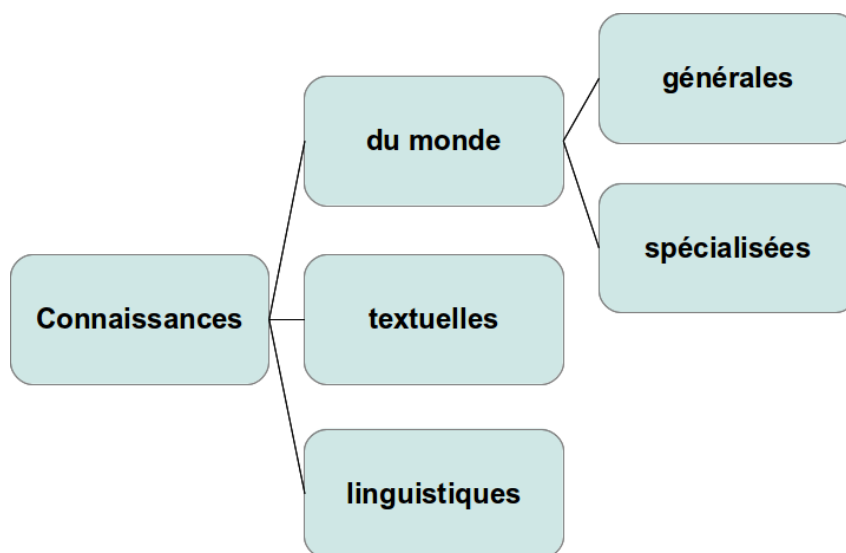 générales
du monde
spécialisées
Connaissances
textuelles
linguistiques